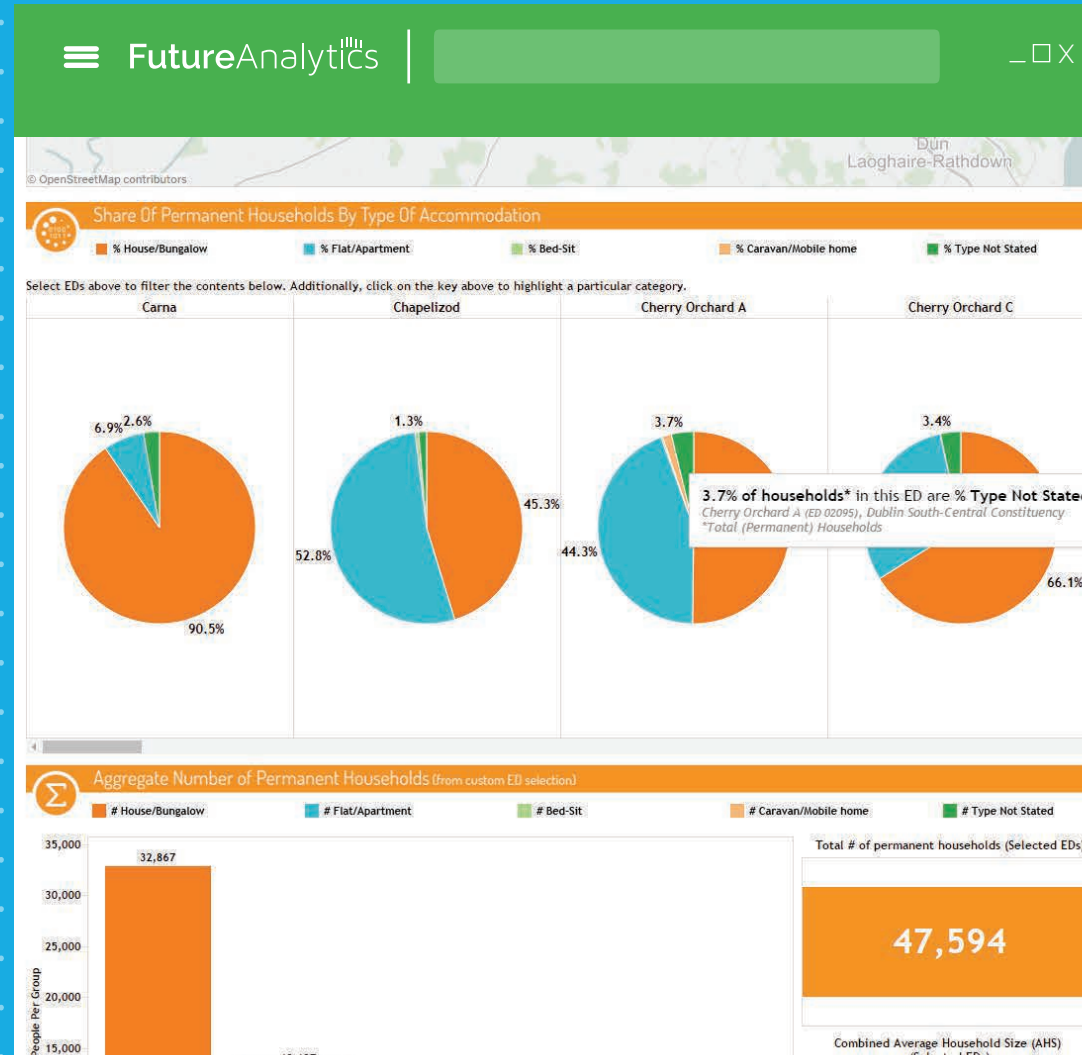 FutureAnalytics
_ □ X
Dún
Laoghaire-Rathdown
© OpenStreetMap contributors
Share Of Permanent Households By Type Of Accommodation
% House/Bungalow % Flat/Apartment % Bed-Sit % Caravan/Mobile home % Type Not Stated
Select EDs above to filter the contents below. Additionally, click on the key above to highlight a particular category.
Carna Chapelizod Cherry Orchard A Cherry Orchard C
6.9% 2.6% 1.3% 3.7% 3.4%
3.7% of households* in this ED are % Type Not State
Cherry Orchard A (ED 02095), Dublin South-Central Constituency
*Total (Permanent) Households
45.3%
52.8% 44.3%
66.1%
90.5%
Aggregate Number of Permanent Households (from custom ED selection)
Σ
# House/Bungalow # Flat/Apartment # Bed-Sit # Caravan/Mobile home # Type Not Stated
35,000
32,867
30,000
25,000
20,000
15,000
People Per Group
Total # of permanent households (Selected EDs)
47,594
Combined Average Household Size (AHS)